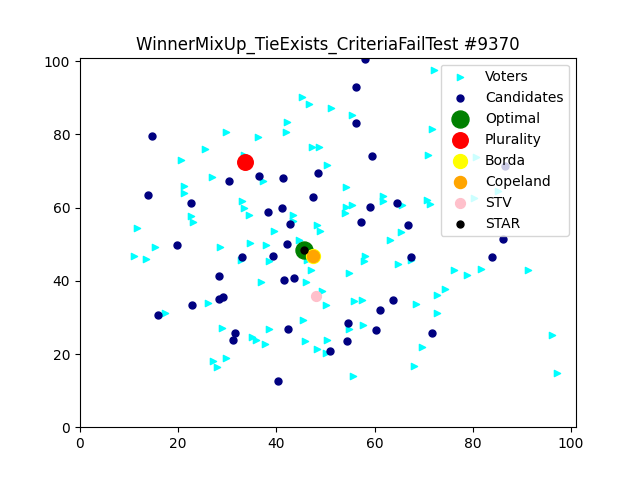 WinnerMixUp_TieExists_CriteriaFailTest #9370
100
80
60
40
20
0
0
20
40
60
80
100
Voters
Candidates
Optimal
Plurality
Borda
Copeland
STV
STAR